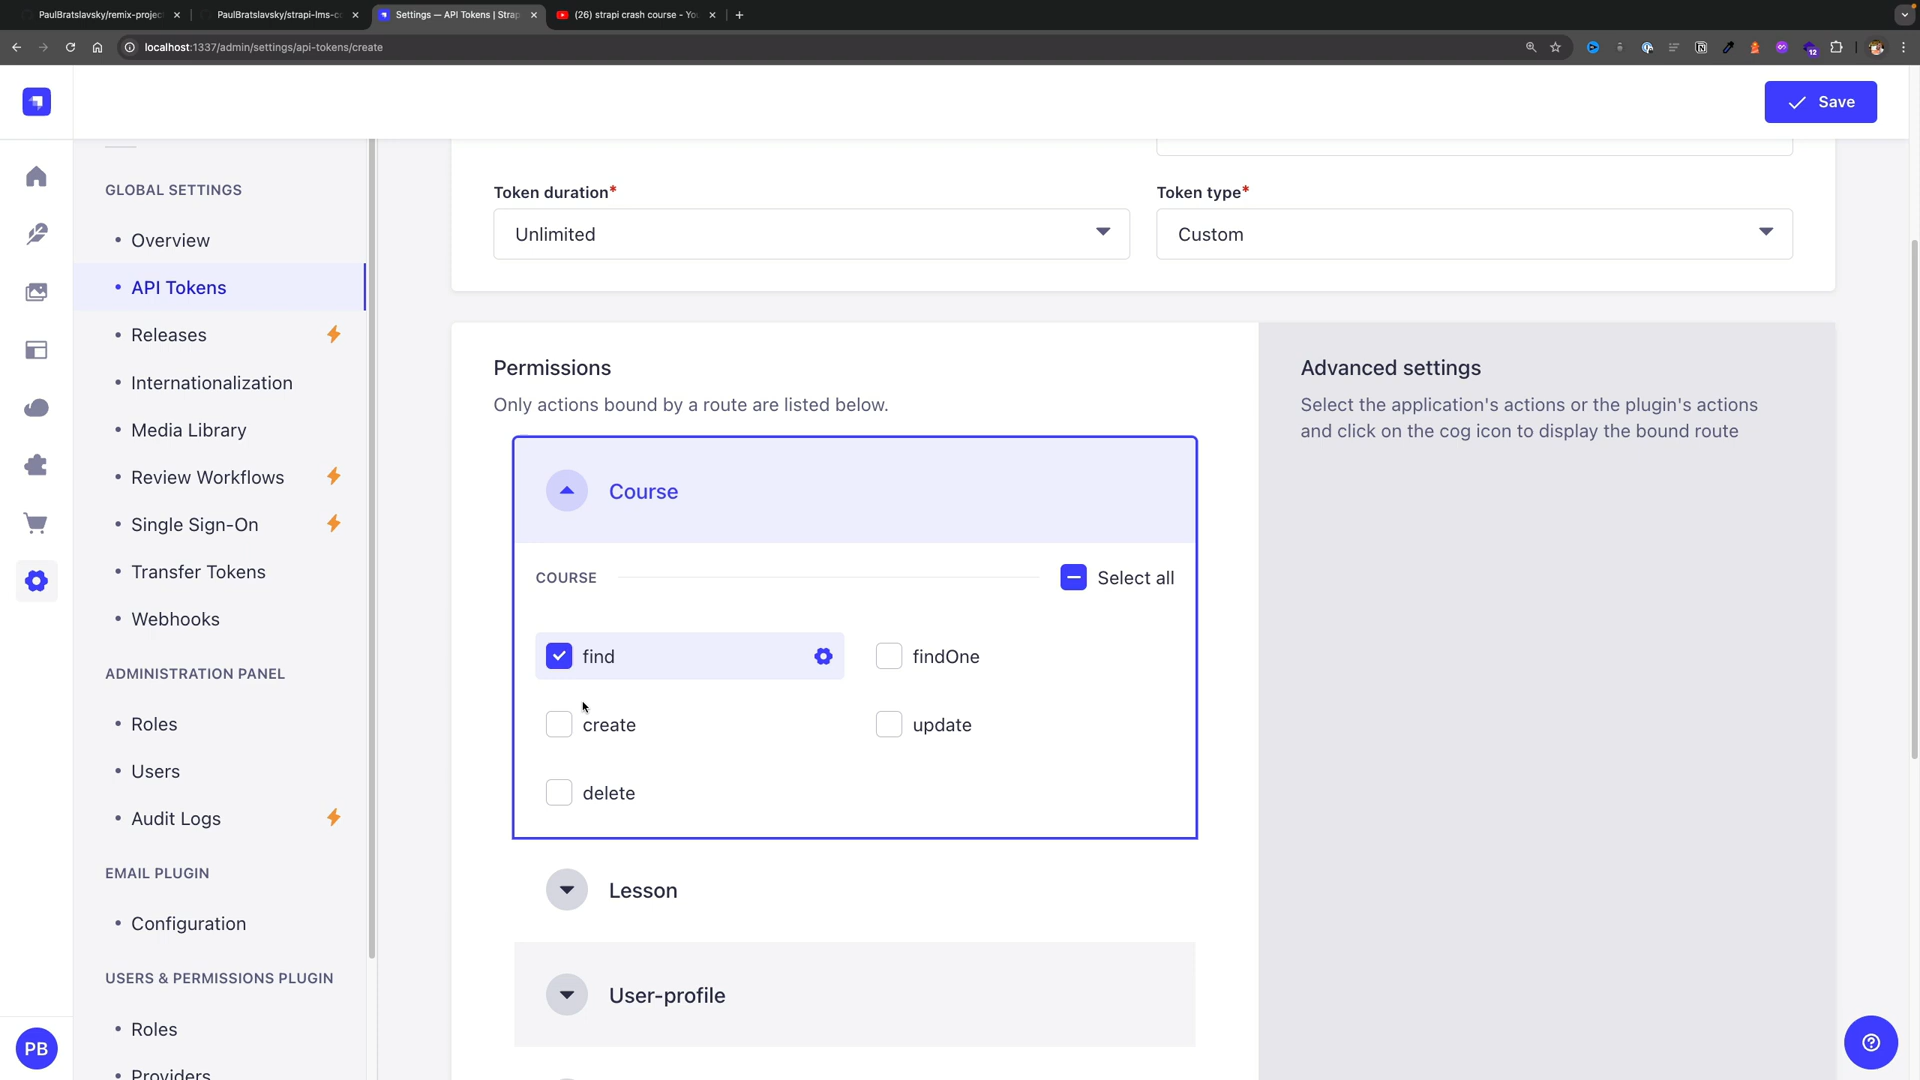 PaulBratslavsky/remix-projec
PaulBratslavsky/strapi-lms-c
Settings — API Tokens | Strap
(26) strapi crash course - Yo
localhost:1337/admin/settings/api-tokens/create
12
Save
GLOBAL SETTINGS
Overview
API Tokens
Releases
Internationalization
Media Library
Review Workflows
Single Sign-On
Transfer Tokens
Webhooks
ADMINISTRATION PANEL
Roles
Users
Audit Logs
EMAIL PLUGIN
Configuration
USERS & PERMISSIONS PLUGIN
Roles
Providers
PB
Token duration*
Unlimited
Token type*
Custom
Permissions
Only actions bound by a route are listed below.
Course
COURSE
Select all
find
findOne
create
update
delete
Lesson
User-profile
Advanced settings
Select the application's actions or the plugin's actions
and click on the cog icon to display the bound route